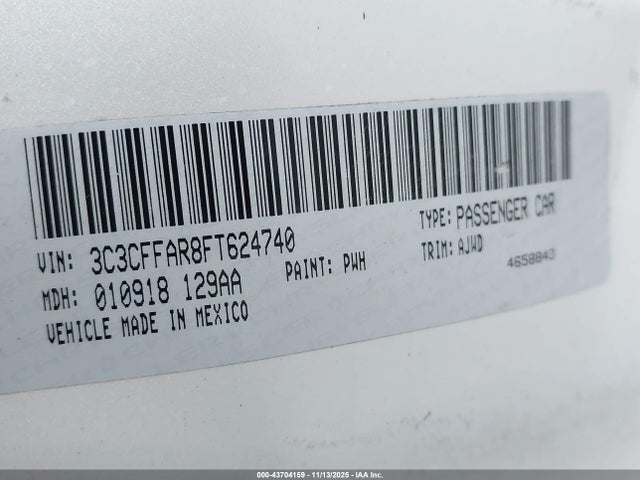 VIN: 3C3CFFAR8FT624740 TYPE: PASSENGER CAR
MDH: 010918 129AA PAINT: PWH TRIM: AJWD
VEHICLE MADE IN MEXICO 4658843
000-43704159 — 11/13/2025 — IAA Inc.